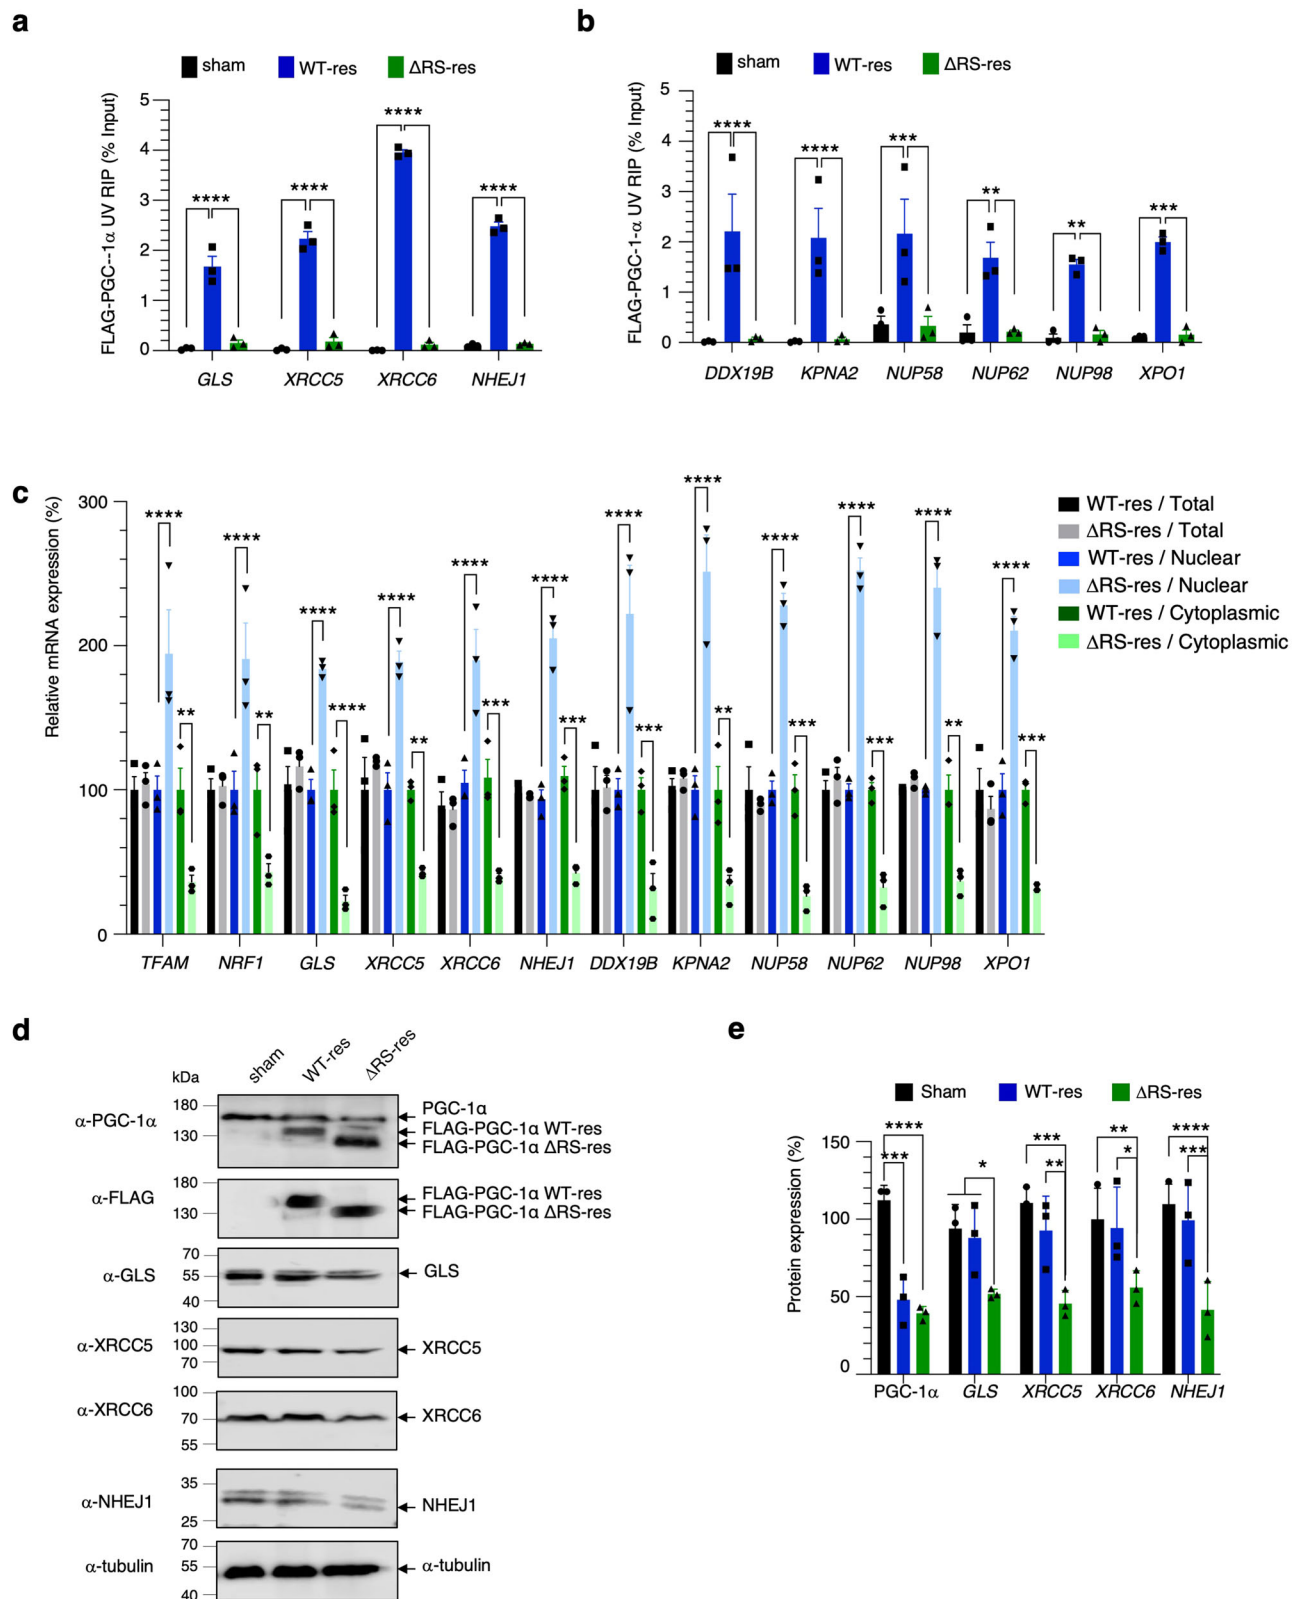 a
sham WT-res ΔRS-res
FLAG-PGC--1α UV RIP (% Input)
5
4
3
2
1
0
**** **** **** ****
GLS XRCC5 XRCC6 NHEJ1
b
sham WT-res ΔRS-res
FLAG-PGC-1-α UV RIP (% Input)
5
4
3
2
1
0
**** **** *** ** ** ***
DDX19B KPNA2 NUP58 NUP62 NUP98 XPO1
c
Relative mRNA expression (%)
300
200
100
0
**** **** **** **** **** **** **** **** **** **** **** ****
** ** **** ** *** *** *** ** *** *** ** ***
TFAM NRF1 GLS XRCC5 XRCC6 NHEJ1 DDX19B KPNA2 NUP58 NUP62 NUP98 XPO1
WT-res / Total
ΔRS-res / Total
WT-res / Nuclear
ΔRS-res / Nuclear
WT-res / Cytoplasmic
ΔRS-res / Cytoplasmic
d
sham WT-res ΔRS-res
kDa
α-PGC-1α
180
130
PGC-1α
FLAG-PGC-1α WT-res
FLAG-PGC-1α ΔRS-res
α-FLAG
180
130
FLAG-PGC-1α WT-res
FLAG-PGC-1α ΔRS-res
α-GLS
70
55
40
GLS
α-XRCC5
130
100
70
XRCC5
α-XRCC6
100
70
55
XRCC6
α-NHEJ1
35
25
NHEJ1
α-tubulin
70
55
40
α-tubulin
e
Sham WT-res ΔRS-res
Protein expression (%)
150
100
50
0
**** *** * *** ** ** * **** ***
PGC-1α GLS XRCC5 XRCC6 NHEJ1